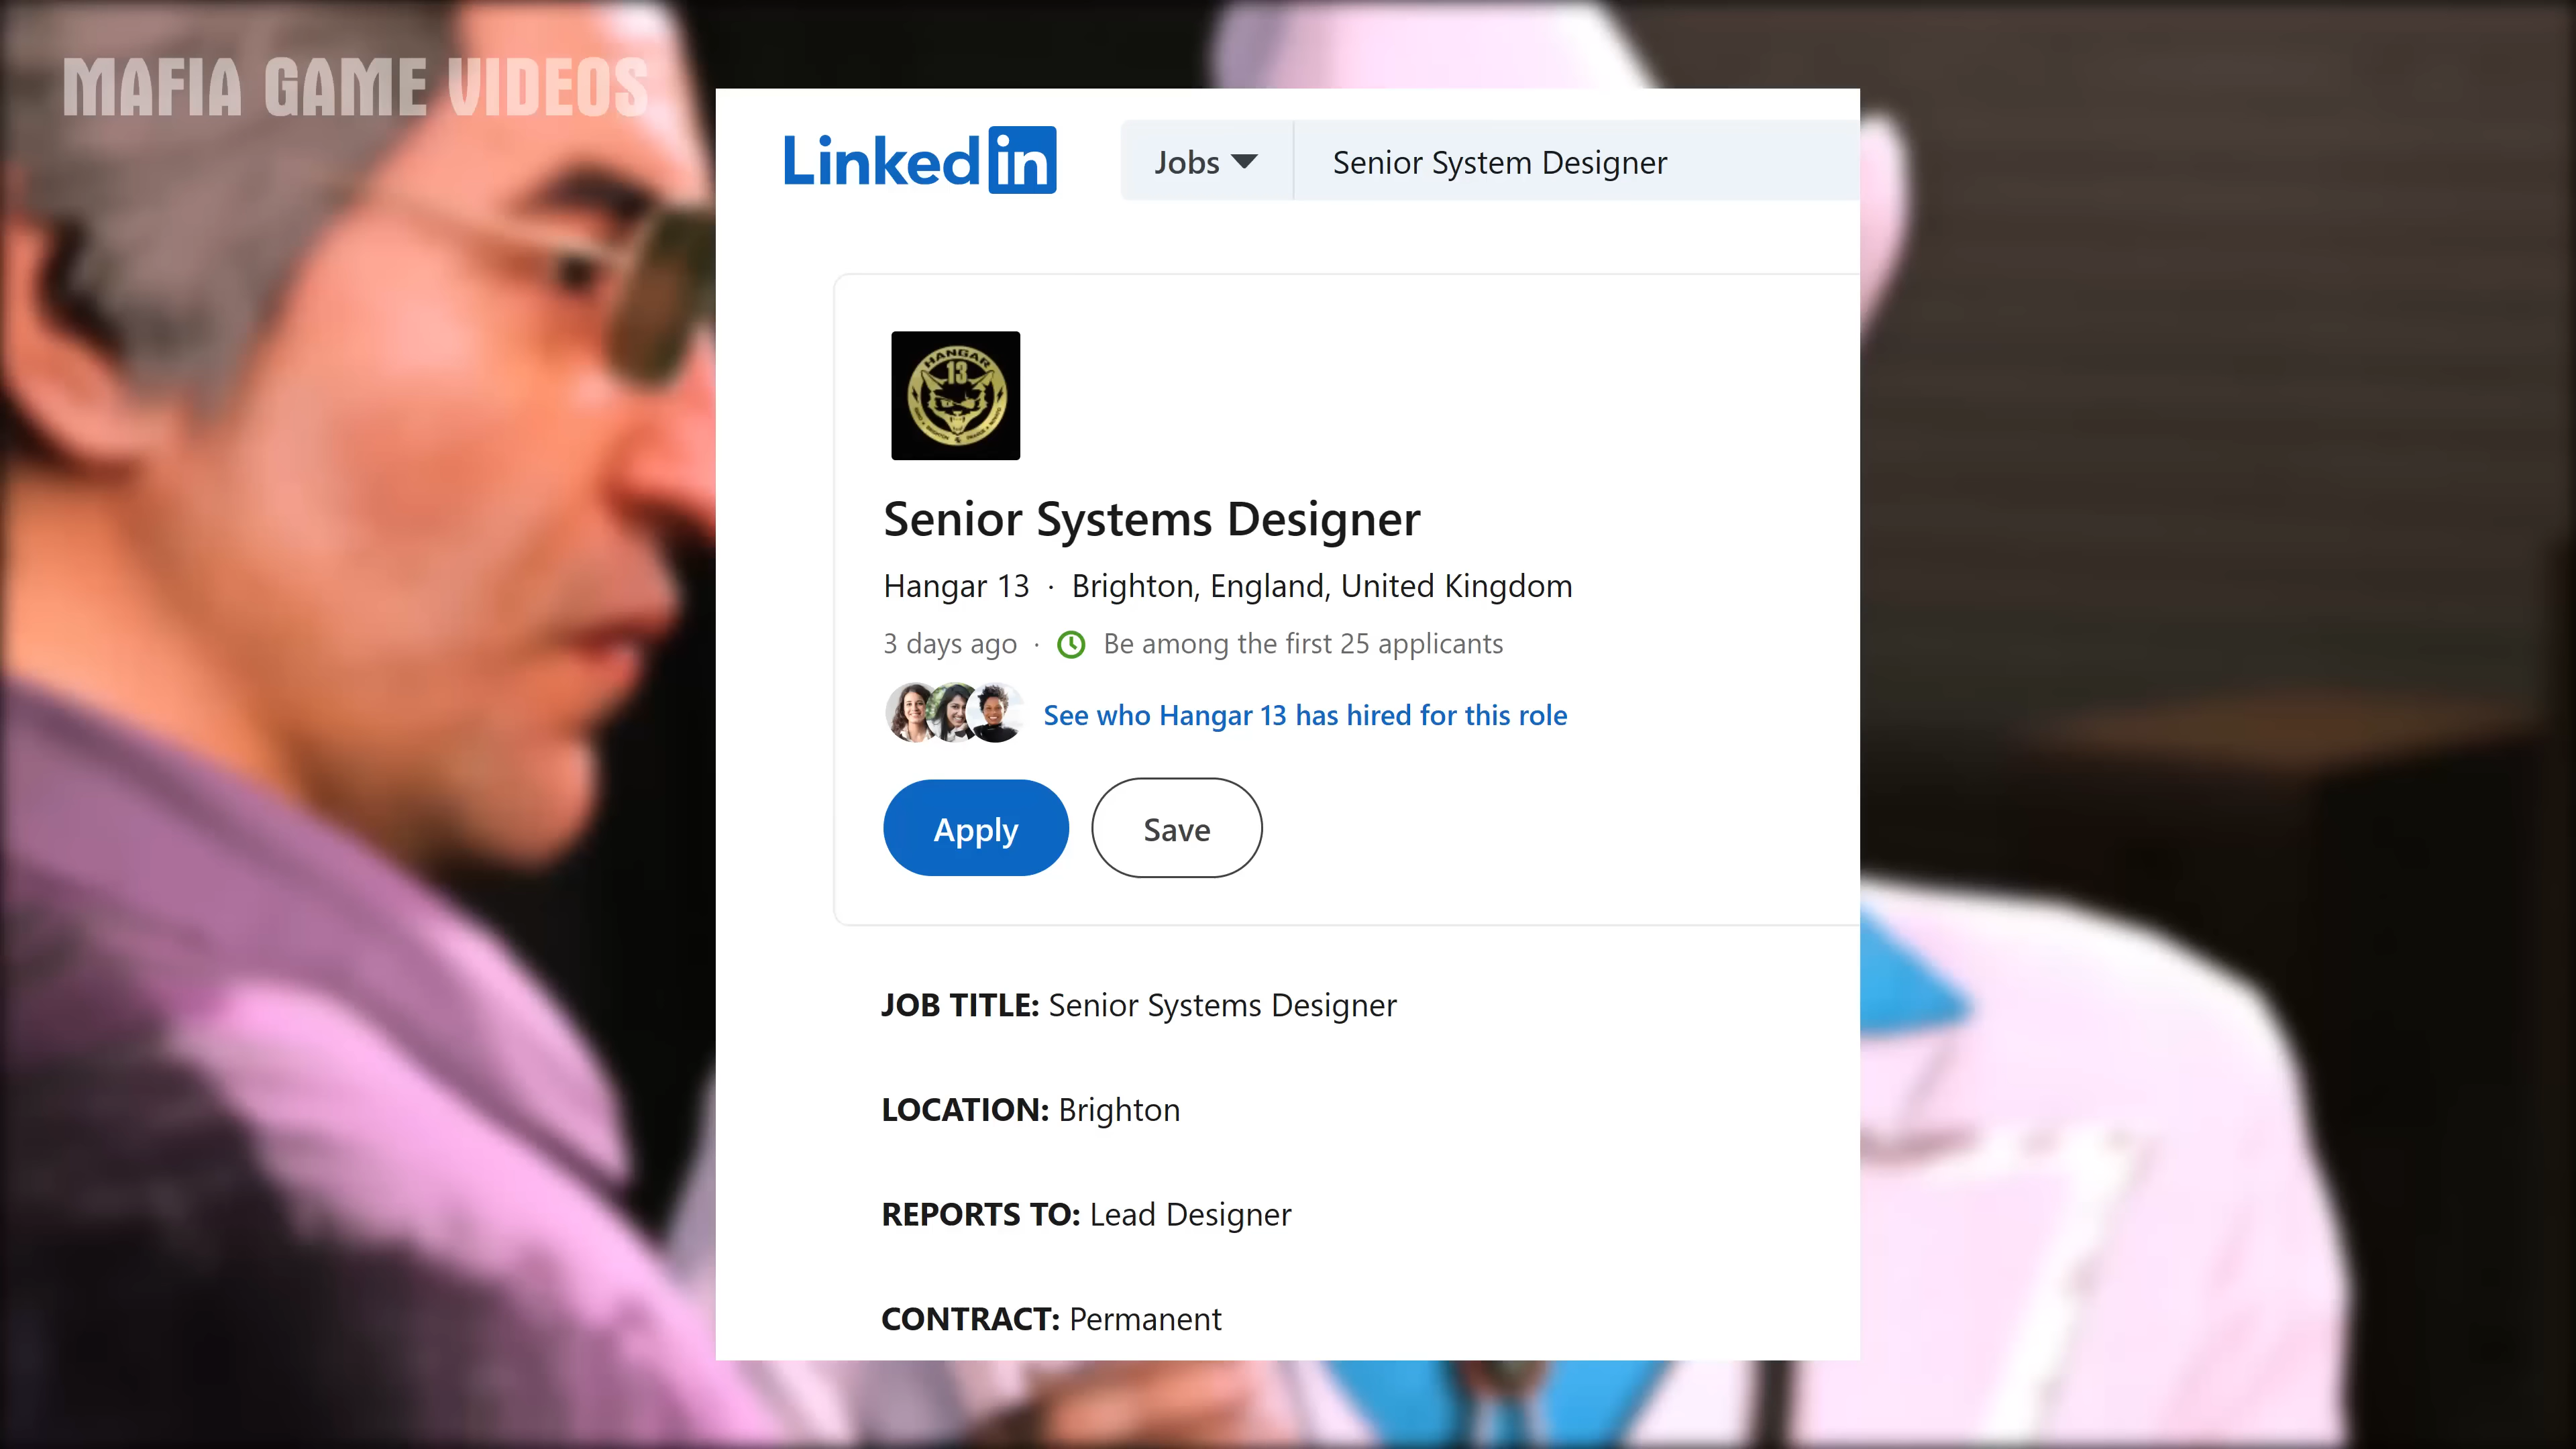 MAFIA GAME VIDEOS
LinkedIn
Jobs
Senior System Designer
HANGAR
13
Senior Systems Designer
Hangar 13 · Brighton, England, United Kingdom
3 days ago · Be among the first 25 applicants
See who Hangar 13 has hired for this role
Apply
Save
JOB TITLE: Senior Systems Designer
LOCATION: Brighton
REPORTS TO: Lead Designer
CONTRACT: Permanent